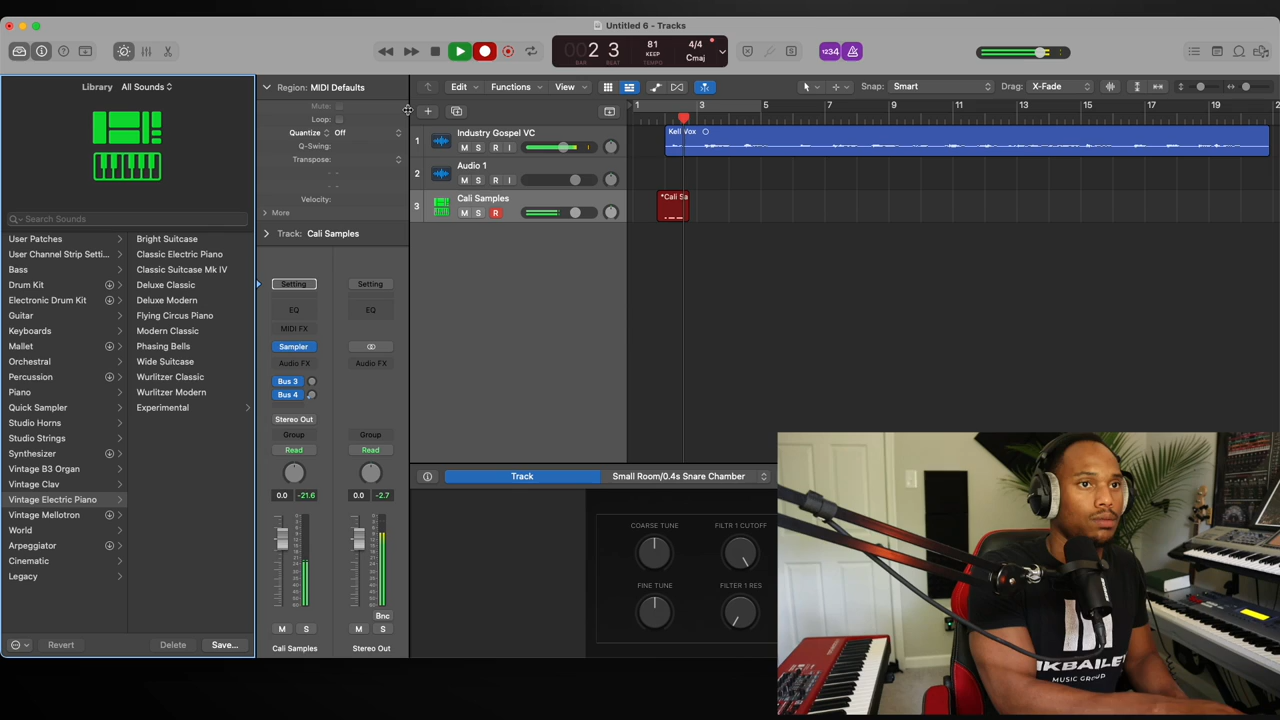 Untitled 6 - Tracks
00 2 3
BAR BEAT
81
KEEP
TEMPO
4/4
Cmaj
1234
Library All Sounds
Search Sounds
User Patches
User Channel Strip Setti...
Bass
Drum Kit
Electronic Drum Kit
Guitar
Keyboards
Mallet
Orchestral
Percussion
Piano
Quick Sampler
Studio Horns
Studio Strings
Synthesizer
Vintage B3 Organ
Vintage Clav
Vintage Electric Piano
Vintage Mellotron
World
Arpeggiator
Cinematic
Legacy
Bright Suitcase
Classic Electric Piano
Classic Suitcase Mk IV
Deluxe Classic
Deluxe Modern
Flying Circus Piano
Modern Classic
Phasing Bells
Wide Suitcase
Wurlitzer Classic
Wurlitzer Modern
Experimental
Revert Delete Save...
Region: MIDI Defaults
Mute:
Loop:
Quantize Off
Q-Swing:
Transpose:
Velocity:
More
Track: Cali Samples
Setting Setting
EQ EQ
MIDI FX
Sampler
Audio FX Audio FX
Bus 3
Bus 4
Stereo Out
Group Group
Read Read
0.0 -21.6 0.0 -2.7
Bnc
M S M S
Cali Samples Stereo Out
Edit Functions View
Snap: Smart Drag: X-Fade
1 3 5 7 9 11 13 15 17 19
1 Industry Gospel VC
M S R I
2 Audio 1
M S R I
3 Cali Samples
M S R
Kell Vox
*Cali Sa
Track Small Room/0.4s Snare Chamber
COARSE TUNE FILTR 1 CUTOFF
FINE TUNE FILTER 1 RES
MUSIC GROUP